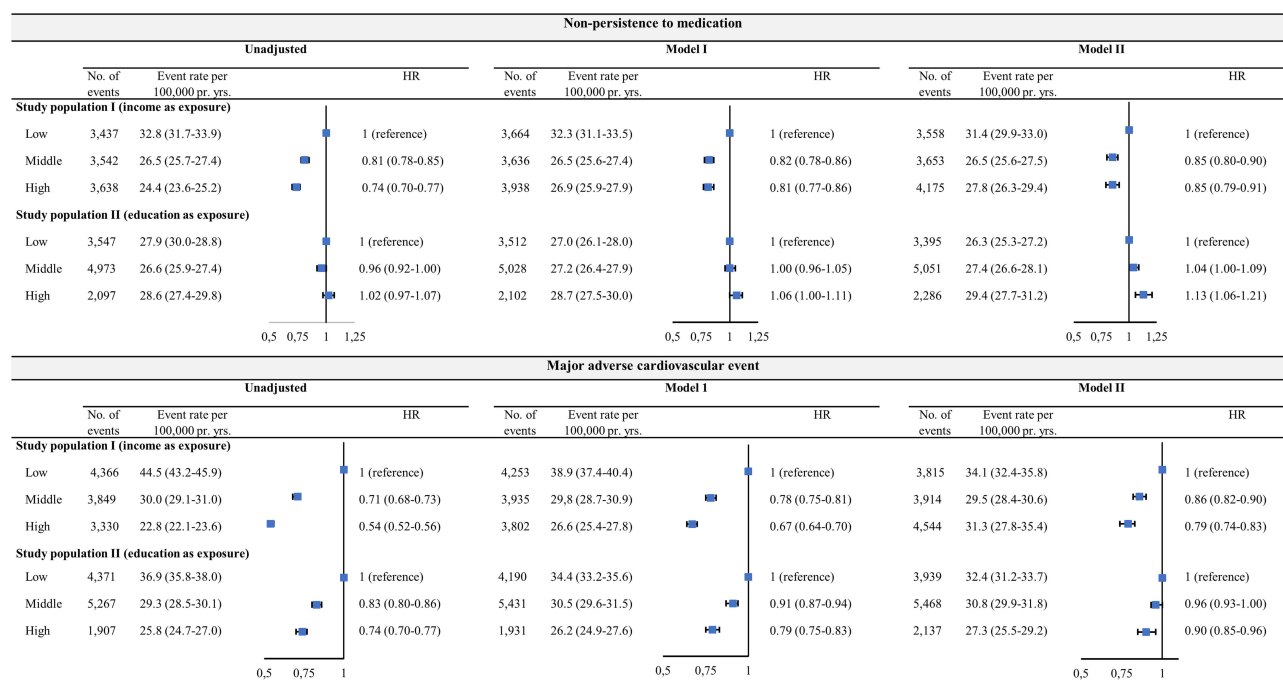 Non-persistence to medication
Unadjusted Model I Model II
No. of Event rate per HR No. of Event rate per HR No. of Event rate per HR
events 100,000 pr. yrs. events 100,000 pr. yrs. events 100,000 pr. yrs.
Study population I (income as exposure)
Low 3,437 32.8 (31.7-33.9) 1 (reference) 3,664 32.3 (31.1-33.5) 1 (reference) 3,558 31.4 (29.9-33.0) 1 (reference)
Middle 3,542 26.5 (25.7-27.4) 0.81 (0.78-0.85) 3,636 26.5 (25.6-27.4) 0.82 (0.78-0.86) 3,653 26.5 (25.6-27.5) 0.85 (0.80-0.90)
High 3,638 24.4 (23.6-25.2) 0.74 (0.70-0.77) 3,938 26.9 (25.9-27.9) 0.81 (0.77-0.86) 4,175 27.8 (26.3-29.4) 0.85 (0.79-0.91)
Study population II (education as exposure)
Low 3,547 27.9 (30.0-28.8) 1 (reference) 3,512 27.0 (26.1-28.0) 1 (reference) 3,395 26.3 (25.3-27.2) 1 (reference)
Middle 4,973 26.6 (25.9-27.4) 0.96 (0.92-1.00) 5,028 27.2 (26.4-27.9) 1.00 (0.96-1.05) 5,051 27.4 (26.6-28.1) 1.04 (1.00-1.09)
High 2,097 28.6 (27.4-29.8) 1.02 (0.97-1.07) 2,102 28.7 (27.5-30.0) 1.06 (1.00-1.11) 2,286 29.4 (27.7-31.2) 1.13 (1.06-1.21)
0,5 0,75 1 1,25 0,5 0,75 1 1,25 0,5 0,75 1 1,25
Major adverse cardiovascular event
Unadjusted Model 1 Model II
No. of Event rate per HR No. of Event rate per HR No. of Event rate per HR
events 100,000 pr. yrs. events 100,000 pr. yrs. events 100,000 pr. yrs.
Study population I (income as exposure)
Low 4,366 44.5 (43.2-45.9) 1 (reference) 4,253 38.9 (37.4-40.4) 1 (reference) 3,815 34.1 (32.4-35.8) 1 (reference)
Middle 3,849 30.0 (29.1-31.0) 0.71 (0.68-0.73) 3,935 29,8 (28.7-30.9) 0.78 (0.75-0.81) 3,914 29.5 (28.4-30.6) 0.86 (0.82-0.90)
High 3,330 22.8 (22.1-23.6) 0.54 (0.52-0.56) 3,802 26.6 (25.4-27.8) 0.67 (0.64-0.70) 4,544 31.3 (27.8-35.4) 0.79 (0.74-0.83)
Study population II (education as exposure)
Low 4,371 36.9 (35.8-38.0) 1 (reference) 4,190 34.4 (33.2-35.6) 1 (reference) 3,939 32.4 (31.2-33.7) 1 (reference)
Middle 5,267 29.3 (28.5-30.1) 0.83 (0.80-0.86) 5,431 30.5 (29.6-31.5) 0.91 (0.87-0.94) 5,468 30.8 (29.9-31.8) 0.96 (0.93-1.00)
High 1,907 25.8 (24.7-27.0) 0.74 (0.70-0.77) 1,931 26.2 (24.9-27.6) 0.79 (0.75-0.83) 2,137 27.3 (25.5-29.2) 0.90 (0.85-0.96)
0,5 0,75 1 0,5 0,75 1 0,5 0,75 1